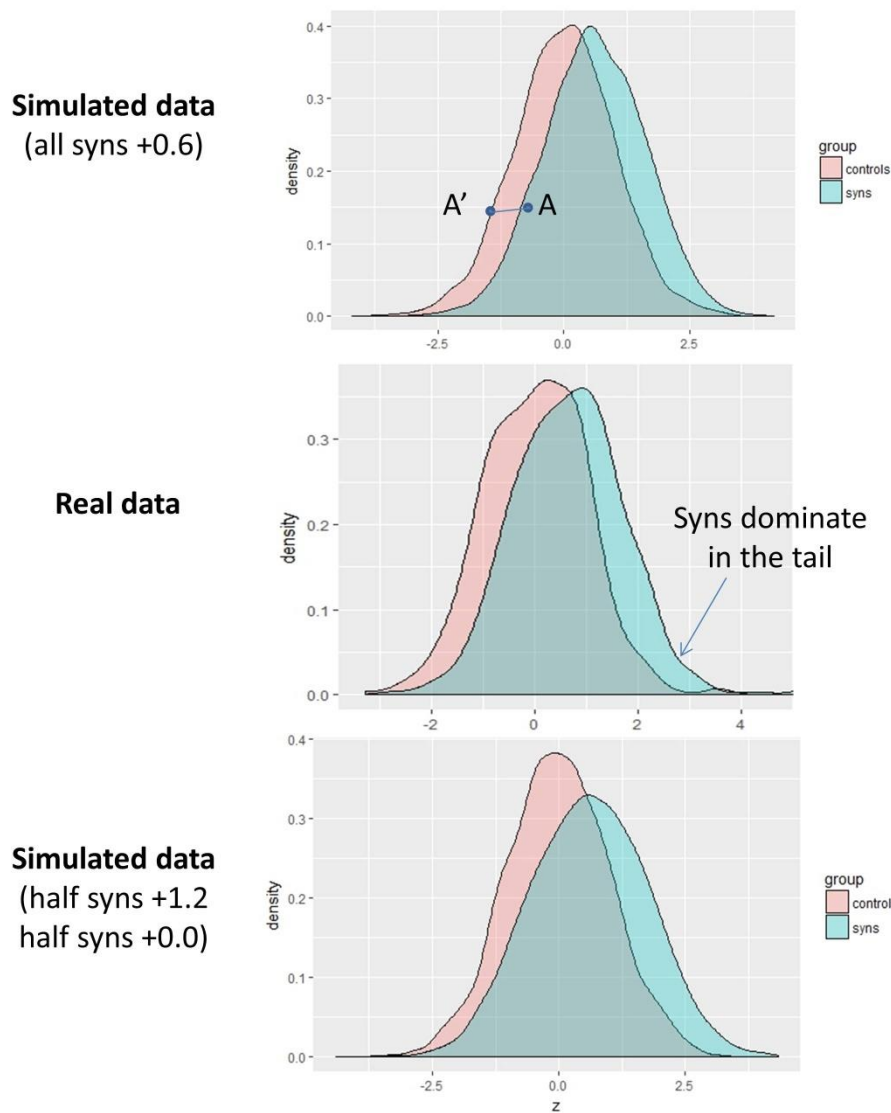 Simulated data
(all syns +0.6)
0.4
0.3
0.2
0.1
0.0
density
A’
A
-2.5
0.0
2.5
group
controls
syns
Real data
0.3
0.2
0.1
0.0
density
Syns dominate
in the tail
-2
0
2
4
Simulated data
(half syns +1.2
half syns +0.0)
0.4
0.3
0.2
0.1
0.0
density
-2.5
0.0
2.5
z
group
control
syns